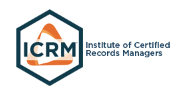 ICRM
Institute of Certified
Records Managers